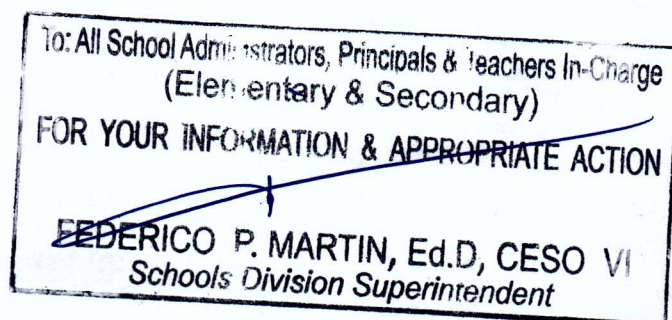 To: All School Administrators, Principals & Teachers In-Charge
(Elementary & Secondary)
FOR YOUR INFORMATION & APPROPRIATE ACTION
FEDERICO P. MARTIN, Ed.D, CESO VI
Schools Division Superintendent